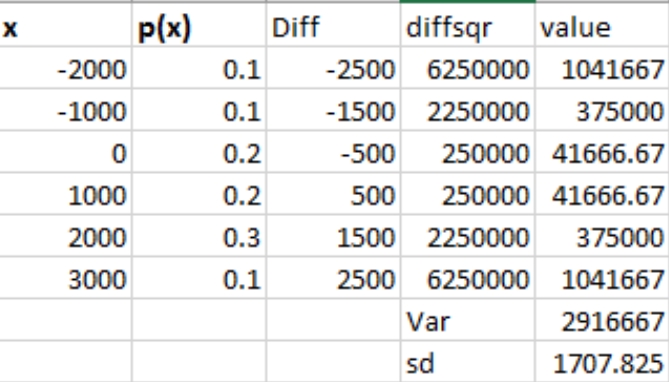 x p(x) Diff diffsqr value
-2000 0.1 -2500 6250000 1041667
-1000 0.1 -1500 2250000 375000
0 0.2 -500 250000 41666.67
1000 0.2 500 250000 41666.67
2000 0.3 1500 2250000 375000
3000 0.1 2500 6250000 1041667
Var 2916667
sd 1707.825